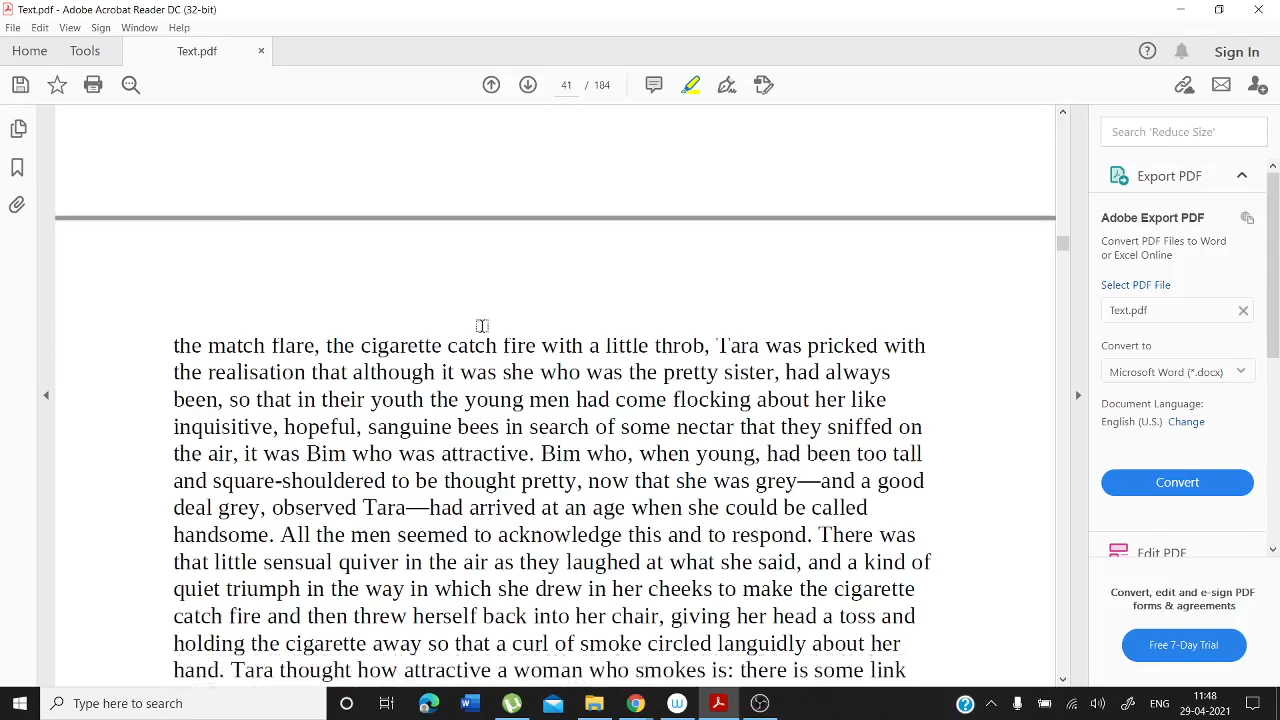 Text.pdf - Adobe Acrobat Reader DC (32-bit)
File Edit View Sign Window Help
Home Tools Text.pdf × Sign In
41 / 184
Search 'Reduce Size'
Export PDF
Adobe Export PDF
Convert PDF Files to Word
or Excel Online
Select PDF File
Text.pdf
Convert to
Microsoft Word (*.docx)
Document Language:
English (U.S.) Change
Convert
Edit PDF
Convert, edit and e-sign PDF
forms & agreements
Free 7-Day Trial
the match flare, the cigarette catch fire with a little throb, Tara was pricked with
the realisation that although it was she who was the pretty sister, had always
been, so that in their youth the young men had come flocking about her like
inquisitive, hopeful, sanguine bees in search of some nectar that they sniffed on
the air, it was Bim who was attractive. Bim who, when young, had been too tall
and square-shouldered to be thought pretty, now that she was grey—and a good
deal grey, observed Tara—had arrived at an age when she could be called
handsome. All the men seemed to acknowledge this and to respond. There was
that little sensual quiver in the air as they laughed at what she said, and a kind of
quiet triumph in the way in which she drew in her cheeks to make the cigarette
catch fire and then threw herself back into her chair, giving her head a toss and
holding the cigarette away so that a curl of smoke circled languidly about her
hand. Tara thought how attractive a woman who smokes is: there is some link
Type here to search
ENG
11:48
29-04-2021